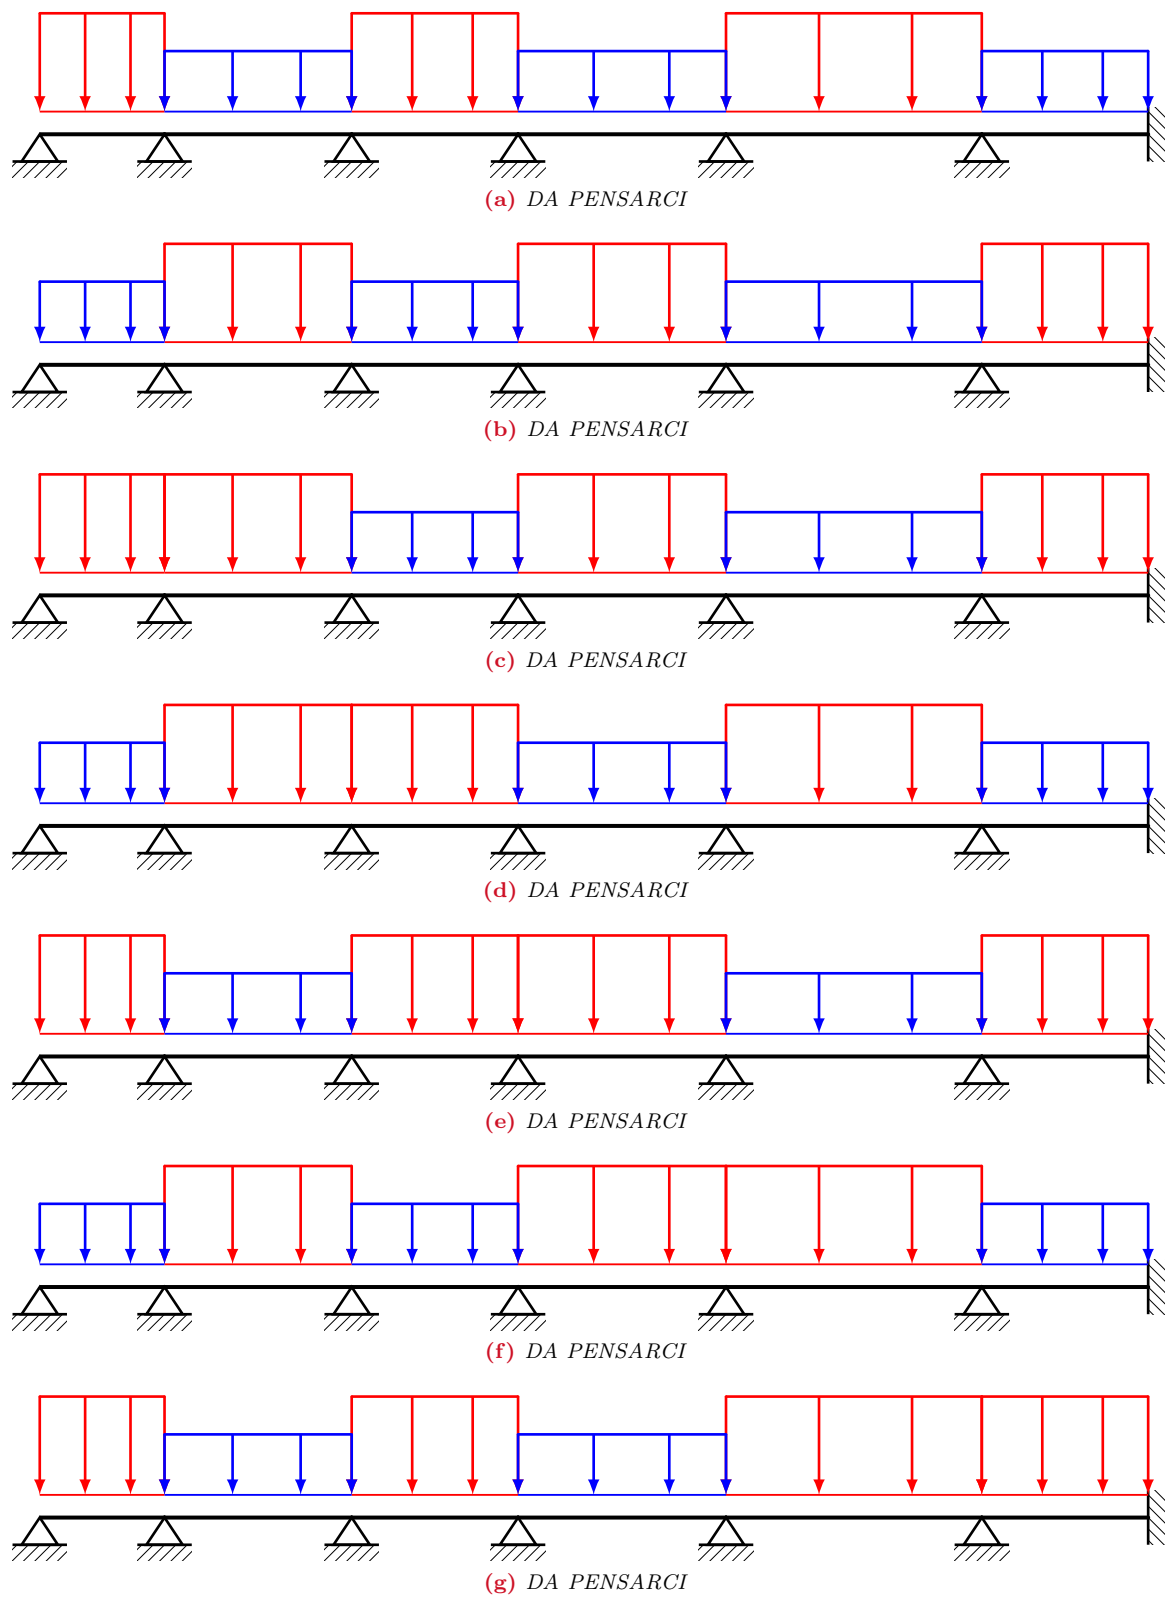 (a) DA PENSARCI
(b) DA PENSARCI
(c) DA PENSARCI
(d) DA PENSARCI
(e) DA PENSARCI
(f) DA PENSARCI
(g) DA PENSARCI